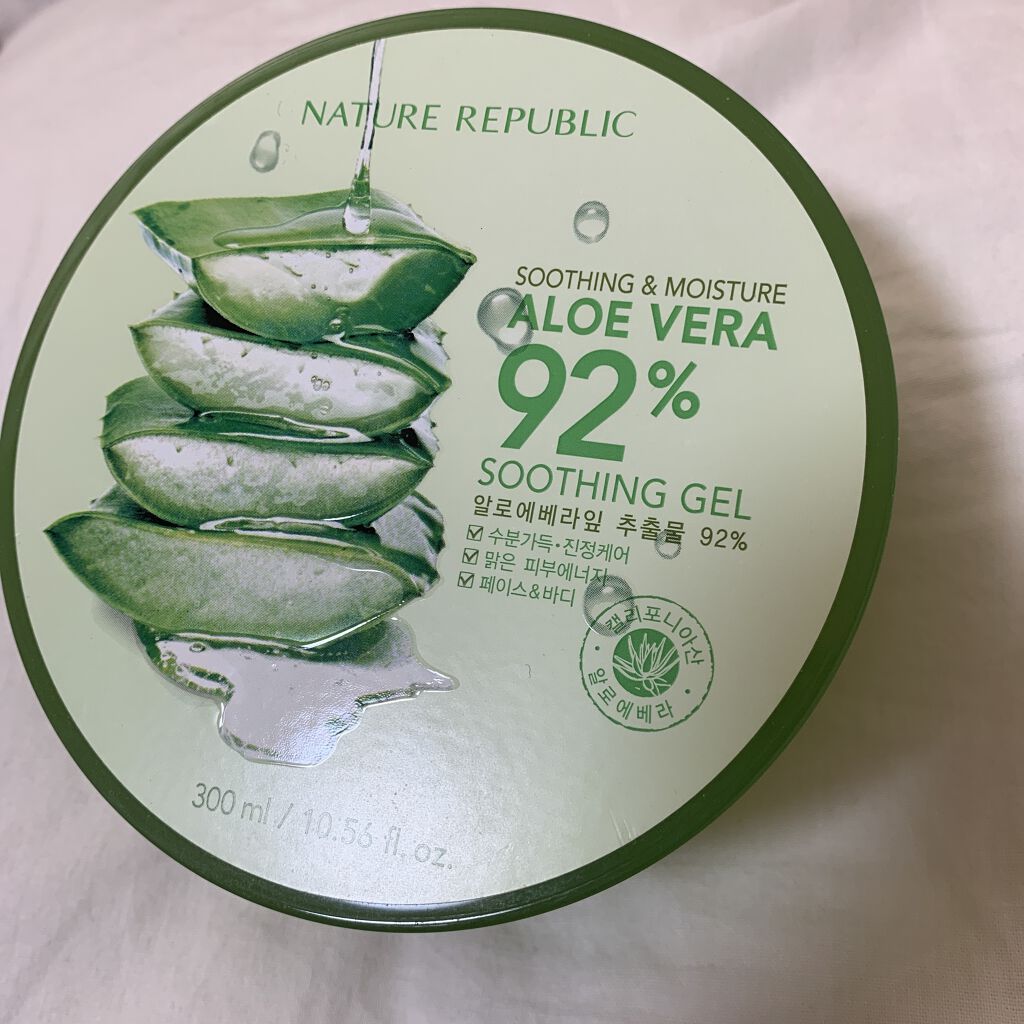 NATURE REPUBLIC
SOOTHING & MOISTURE
ALOE VERA
92%
SOOTHING GEL
알로에베라잎 추출물 92%
☑ 수분가득•진정케어
☑ 맑은 피부에너지
☑ 페이스&바디
캘리포니아산
• 알로에베라 •
300 ml / 10.56 fl. oz.